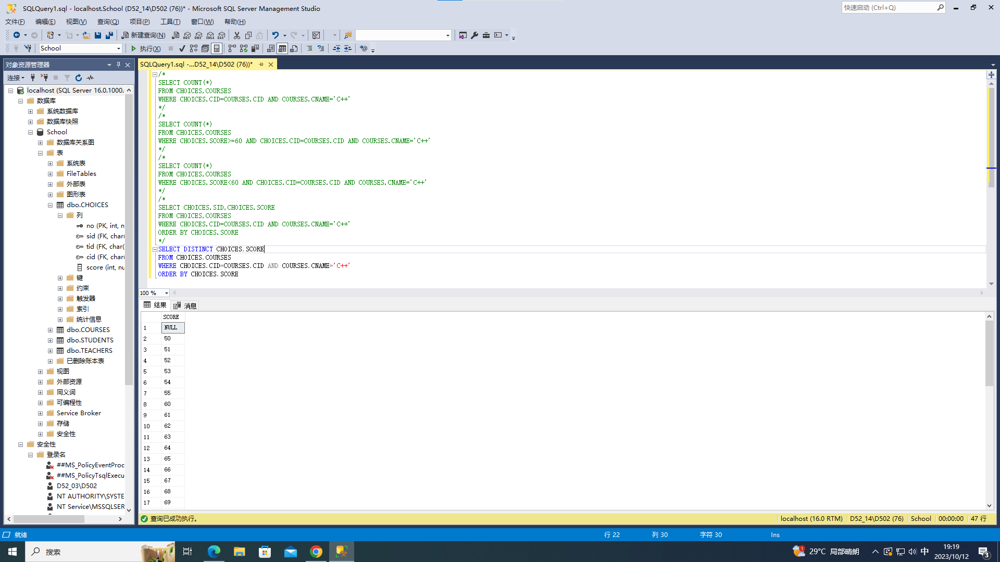 SQLQuery1.sql - localhost.School (D52_14\D502 (76))* - Microsoft SQL Server Management Studio
快速启动 (Ctrl+Q)
文件(F) 编辑(E) 视图(V) 查询(Q) 项目(P) 工具(T) 窗口(W) 帮助(H)
新建查询(N) MDX DMX XMLA DAX
School 执行(X)
对象资源管理器
连接
localhost (SQL Server 16.0.1000.
数据库
系统数据库
数据库快照
School
数据库关系图
表
系统表
FileTables
外部表
图形表
dbo.CHOICES
列
no (PK, int, n
sid (FK, char(
tid (FK, char(
cid (FK, char(
score (int, nu
键
约束
触发器
索引
统计信息
dbo.COURSES
dbo.STUDENTS
dbo.TEACHERS
已删除账本表
视图
外部资源
同义词
可编程性
Service Broker
存储
安全性
安全性
登录名
##MS_PolicyEventProc
##MS_PolicyTsqlExecu
D52_03\D502
NT AUTHORITY\SYSTE
NT Service\MSSQLSER
SQLQuery1.sql -...D52_14\D502 (76))*
/*
SELECT COUNT(*)
FROM CHOICES,COURSES
WHERE CHOICES.CID=COURSES.CID AND COURSES.CNAME='C++'
*/
/*
SELECT COUNT(*)
FROM CHOICES,COURSES
WHERE CHOICES.SCORE>=60 AND CHOICES.CID=COURSES.CID AND COURSES.CNAME='C++'
*/
/*
SELECT COUNT(*)
FROM CHOICES,COURSES
WHERE CHOICES.SCORE<60 AND CHOICES.CID=COURSES.CID AND COURSES.CNAME='C++'
*/
/*
SELECT CHOICES.SID,CHOICES.SCORE
FROM CHOICES,COURSES
WHERE CHOICES.CID=COURSES.CID AND COURSES.CNAME='C++'
ORDER BY CHOICES.SCORE
*/
SELECT DISTINCT CHOICES.SCORE
FROM CHOICES,COURSES
WHERE CHOICES.CID=COURSES.CID AND COURSES.CNAME='C++'
ORDER BY CHOICES.SCORE
100 %
结果 消息
SCORE
1 NULL
2 50
3 51
4 52
5 53
6 54
7 55
8 60
9 61
10 62
11 63
12 64
13 65
14 66
15 67
16 68
17 69
查询已成功执行。 localhost (16.0 RTM) D52_14\D502 (76) School 00:00:00 47 行
就绪 行 22 列 30 字符 30 Ins
搜索
1 29°C 局部晴朗 中 19:19
2023/10/12 3